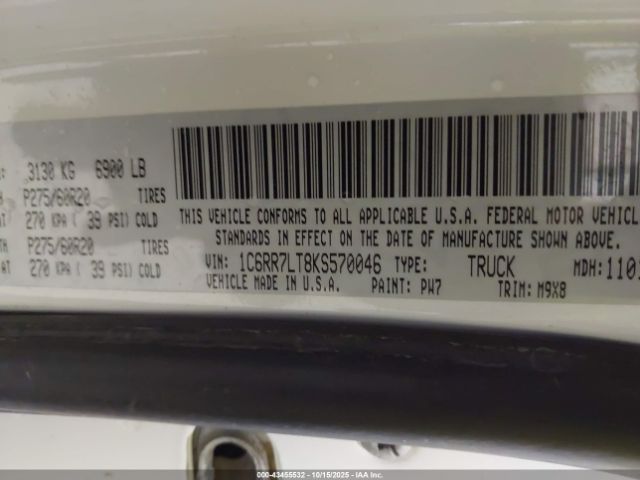 3130 KG 6900 LB
P275/60R20 TIRES
270 KPA ( 39 PSI) COLD
P275/60R20 TIRES
270 KPA ( 39 PSI) COLD
THIS VEHICLE CONFORMS TO ALL APPLICABLE U.S.A. FEDERAL MOTOR VEHICL
STANDARDS IN EFFECT ON THE DATE OF MANUFACTURE SHOWN ABOVE.
VIN: 1C6RR7LT8KS570046 TYPE: TRUCK MDH: 1101
VEHICLE MADE IN U.S.A. PAINT: PW7 TRIM: M9X8
000-43455532 - 10/15/2025 - IAA Inc.